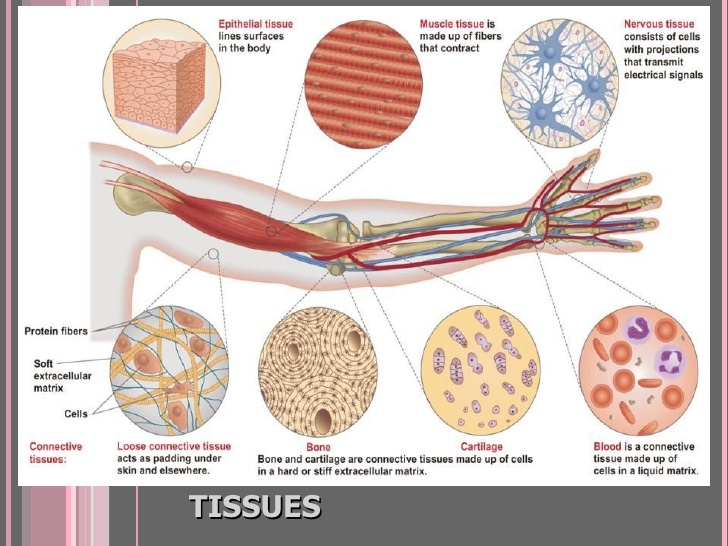 Epithelial tissue
lines surfaces
in the body
Muscle tissue is
made up of fibers
that contract
Nervous tissue
consists of cells
with projections
that transmit
electrical signals
Protein fibers
Soft
extracellular
matrix
Cells
Connective
tissues:
Loose connective tissue
acts as padding under
skin and elsewhere.
Bone
Cartilage
Bone and cartilage are connective tissues made up of cells
in a hard or stiff extracellular matrix.
Blood is a connective
tissue made up of
cells in a liquid matrix.
TISSUES